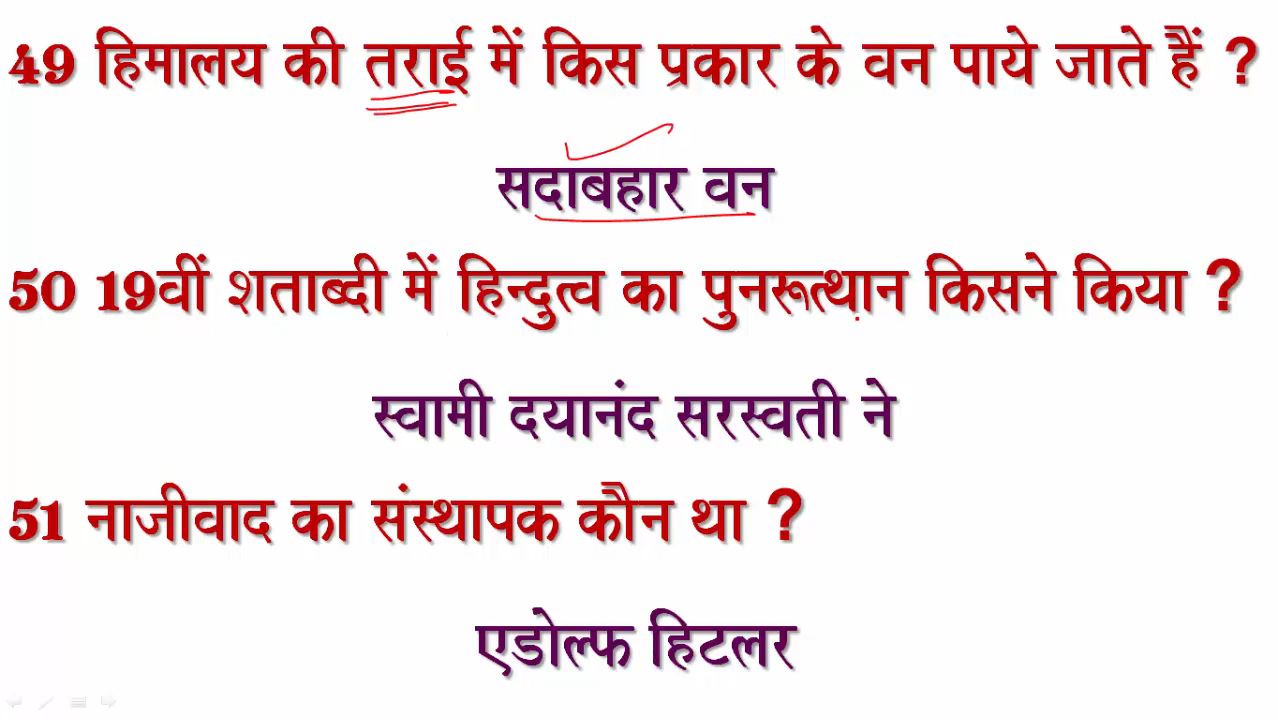 49 हिमालय की तराई में किस प्रकार के वन पाये जाते हैं ?
सदाबहार वन
50 19वीं शताब्दी में हिन्दुत्व का पुनरूत्थान किसने किया ?
स्वामी दयानंद सरस्वती ने
51 नाजीवाद का संस्थापक कौन था ?
एडोल्फ हिटलर